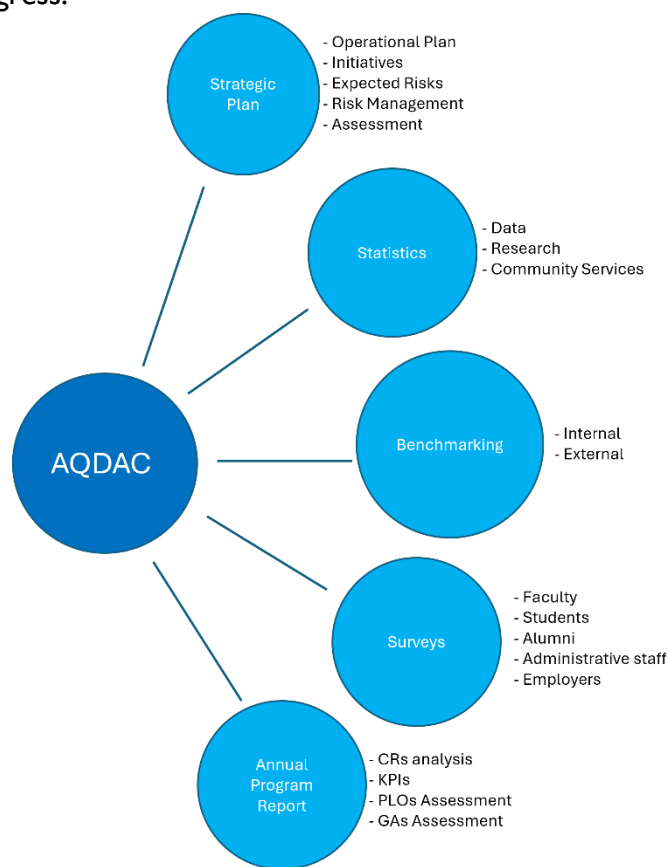 Strategic
Plan
- Operational Plan
- Initiatives
- Expected Risks
- Risk Management
- Assessment
Statistics
- Data
- Research
- Community Services
AQDAC
Benchmarking
- Internal
- External
Surveys
- Faculty
- Students
- Alumni
- Administrative staff
- Employers
Annual
Program
Report
- CRs analysis
- KPIs
- PLOs Assessment
- GAs Assessment